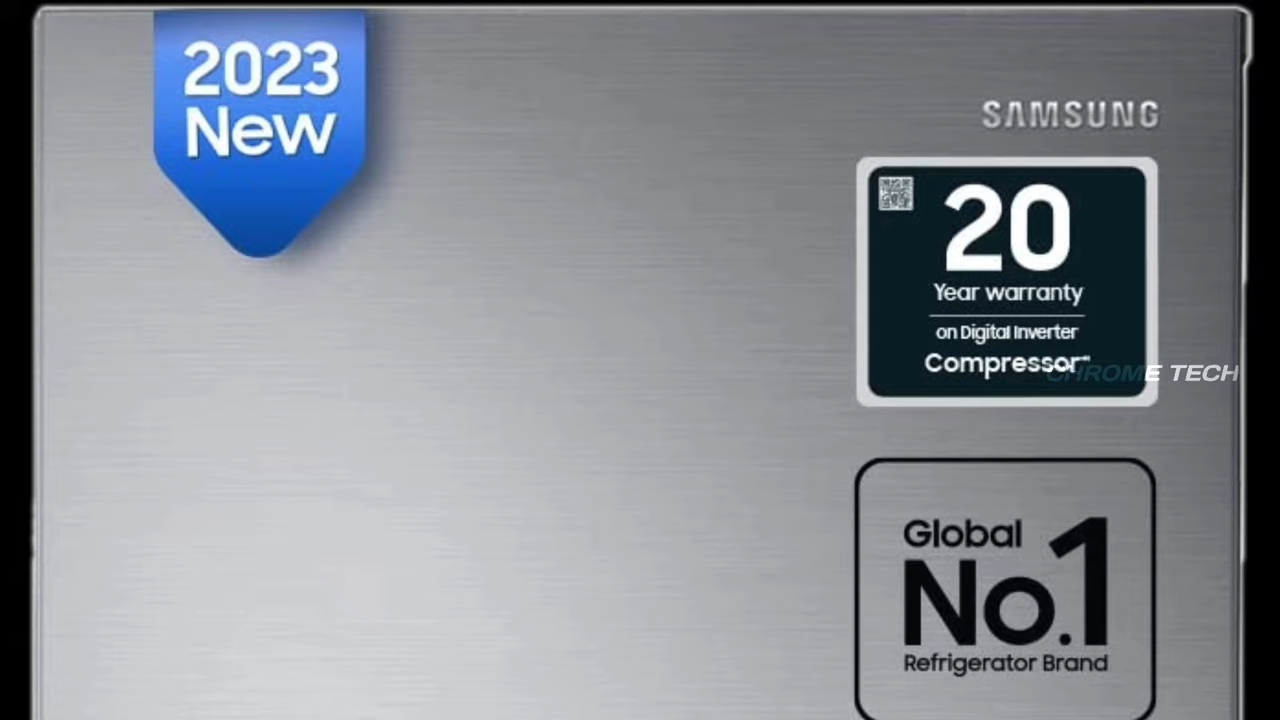 2023
New
SAMSUNG
20
Year warranty
on Digital Inverter
Compressor
CHROME TECH
Global
No.1
Refrigerator Brand